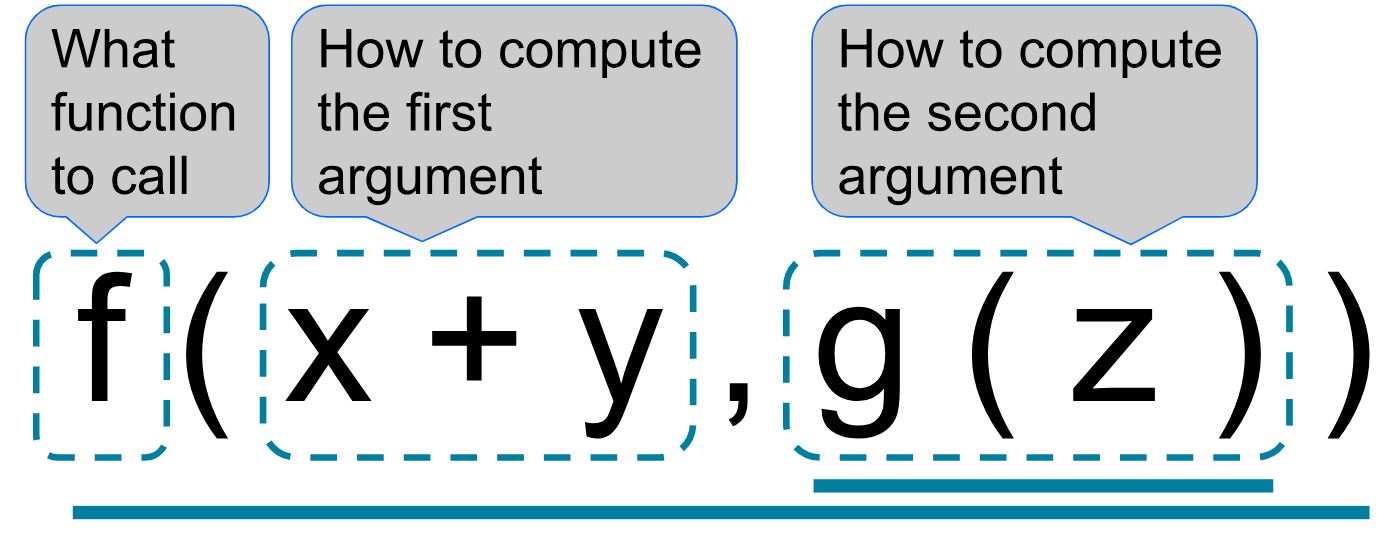 What
function
to call
How to compute
the first
argument
How to compute
the second
argument
f ( x + y , g ( z ) )